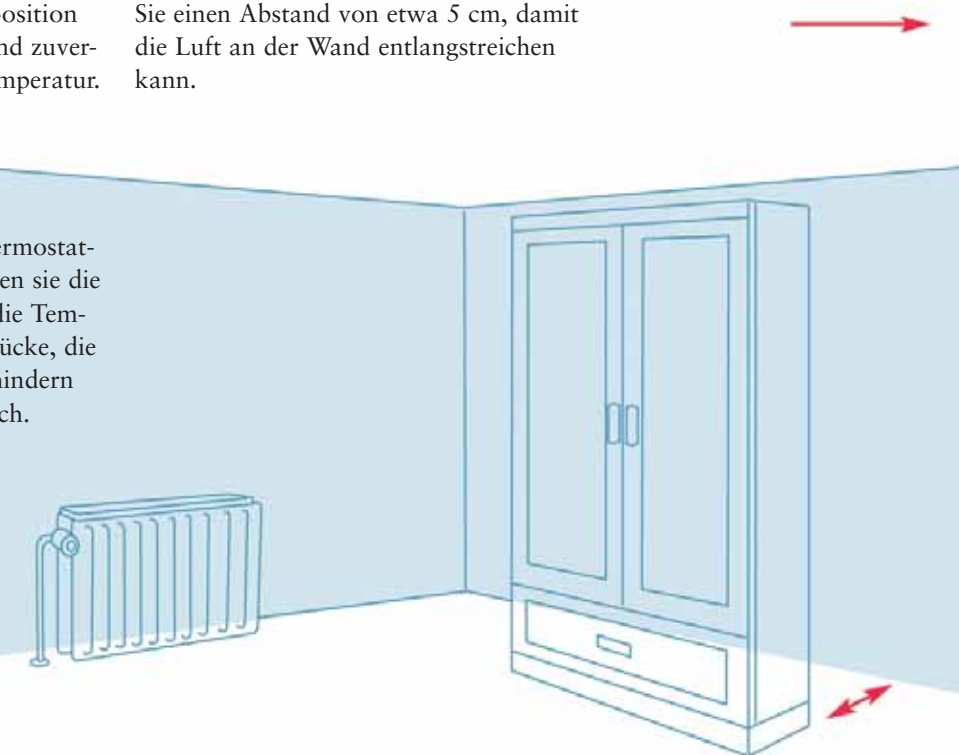 osition
nd zuver-
mperatur.
Sie einen Abstand von etwa 5 cm, damit
die Luft an der Wand entlangstreichen
kann.
ermostat-
en sie die
die Tem-
ücke, die
hindern
ch.